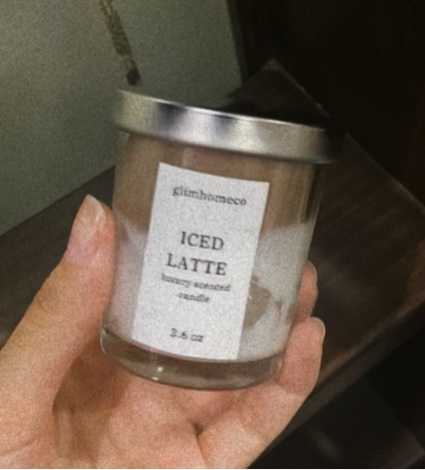 glimhomeco
ICED
LATTE
luxury scented
candle
3.6 oz